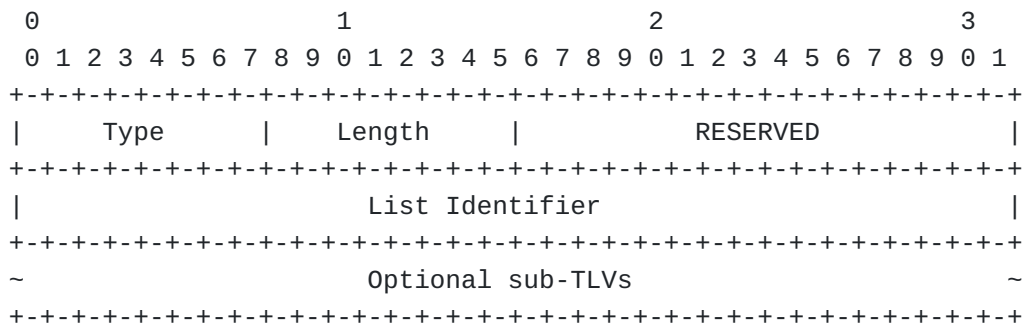 0                   1                   2                   3
 0 1 2 3 4 5 6 7 8 9 0 1 2 3 4 5 6 7 8 9 0 1 2 3 4 5 6 7 8 9 0 1
+-+-+-+-+-+-+-+-+-+-+-+-+-+-+-+-+-+-+-+-+-+-+-+-+-+-+-+-+-+-+-+-+
|     Type      |    Length     |           RESERVED            |
+-+-+-+-+-+-+-+-+-+-+-+-+-+-+-+-+-+-+-+-+-+-+-+-+-+-+-+-+-+-+-+-+
|                      List Identifier                          |
+-+-+-+-+-+-+-+-+-+-+-+-+-+-+-+-+-+-+-+-+-+-+-+-+-+-+-+-+-+-+-+-+
~                      Optional sub-TLVs                        ~
+-+-+-+-+-+-+-+-+-+-+-+-+-+-+-+-+-+-+-+-+-+-+-+-+-+-+-+-+-+-+-+-+